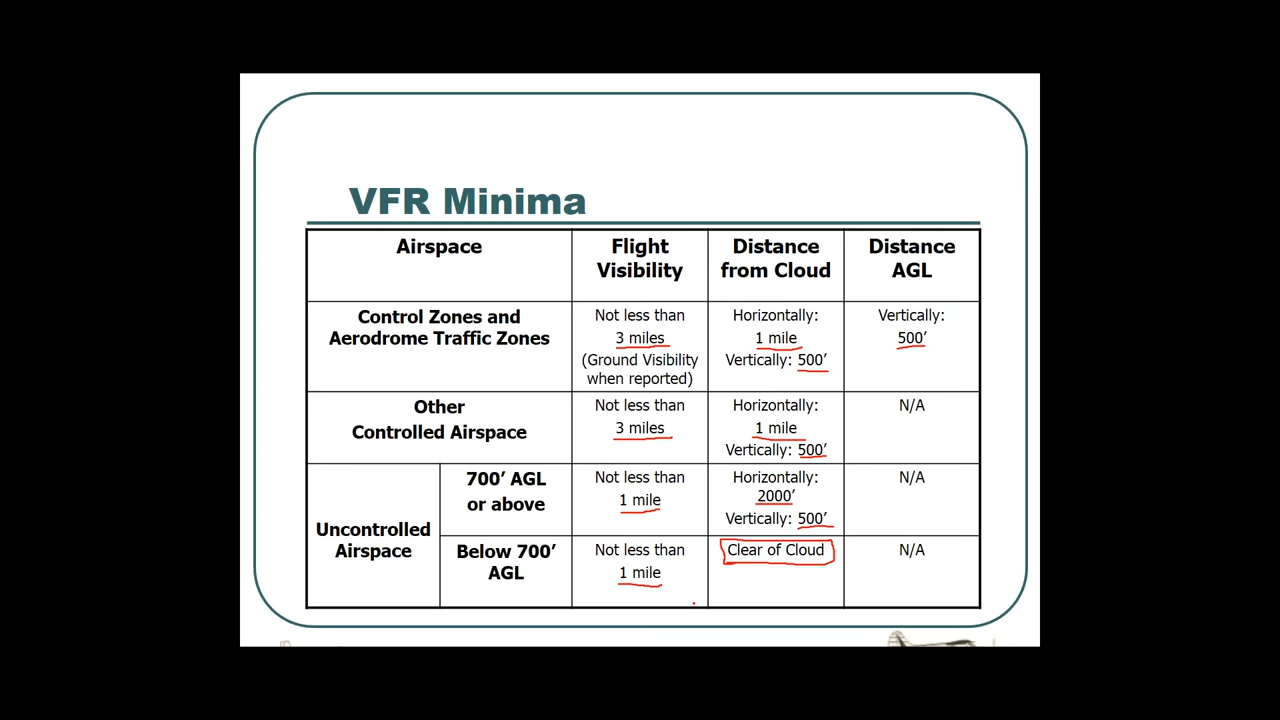 VFR Minima
Airspace
Flight
Visibility
Distance
from Cloud
Distance
AGL
Control Zones and
Aerodrome Traffic Zones
Not less than
3 miles
(Ground Visibility
when reported)
Horizontally:
1 mile
Vertically: 500’
Vertically:
500’
Other
Controlled Airspace
Not less than
3 miles
Horizontally:
1 mile
Vertically: 500’
N/A
Uncontrolled
Airspace
700’ AGL
or above
Not less than
1 mile
Horizontally:
2000’
Vertically: 500’
N/A
Below 700’
AGL
Not less than
1 mile
Clear of Cloud
N/A